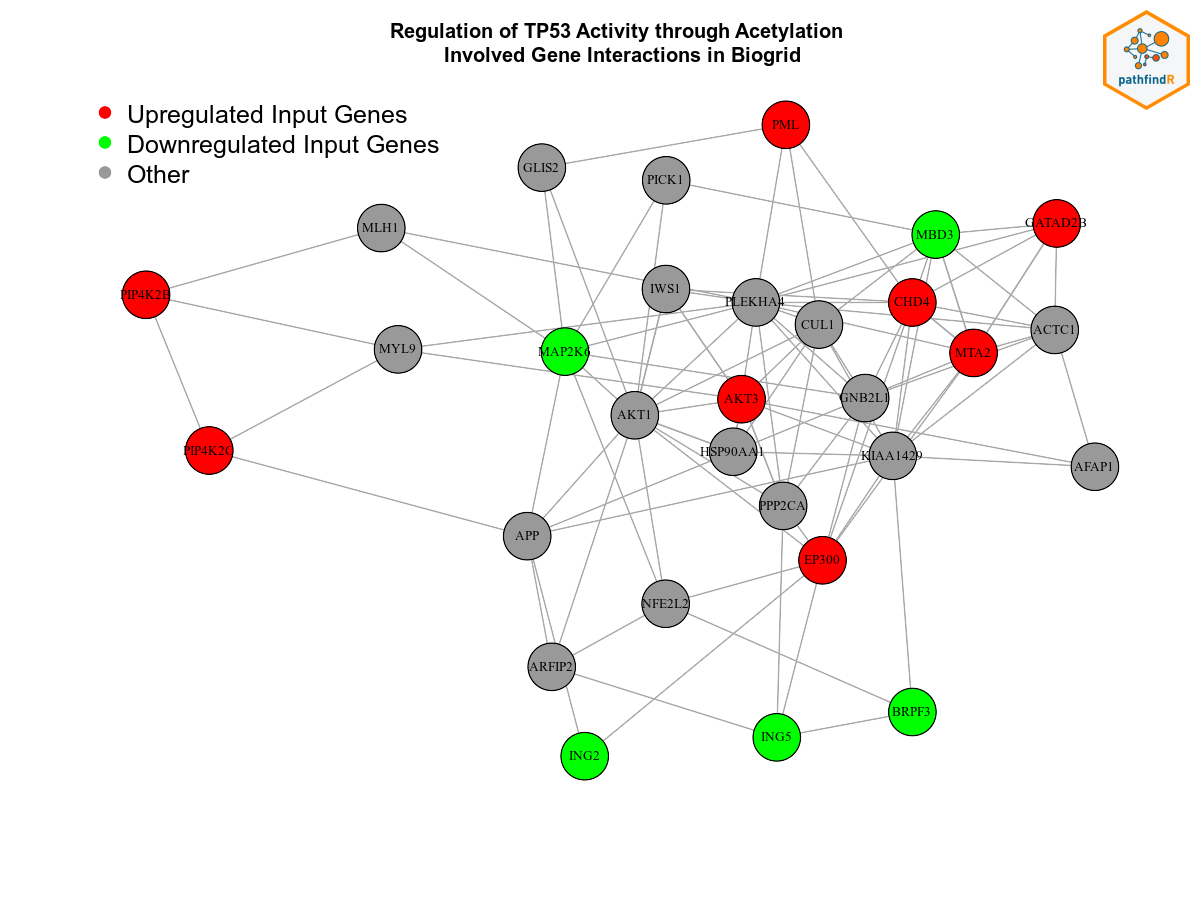 Regulation of TP53 Activity through Acetylation
Involved Gene Interactions in Biogrid
pathfindR
Upregulated Input Genes
Downregulated Input Genes
Other
PML
GLIS2
PICK1
MLH1
MBD3
GATAD2B
PIP4K2B
IWS1
PLEKHA4
CHD4
CUL1
ACTC1
MYL9
MAP2K6
MTA2
AKT1
AKT3
GNB2L1
PIP4K2C
HSP90AA1
KIAA1429
AFAP1
PPP2CA
APP
EP300
NFE2L2
ARFIP2
BRPF3
ING5
ING2